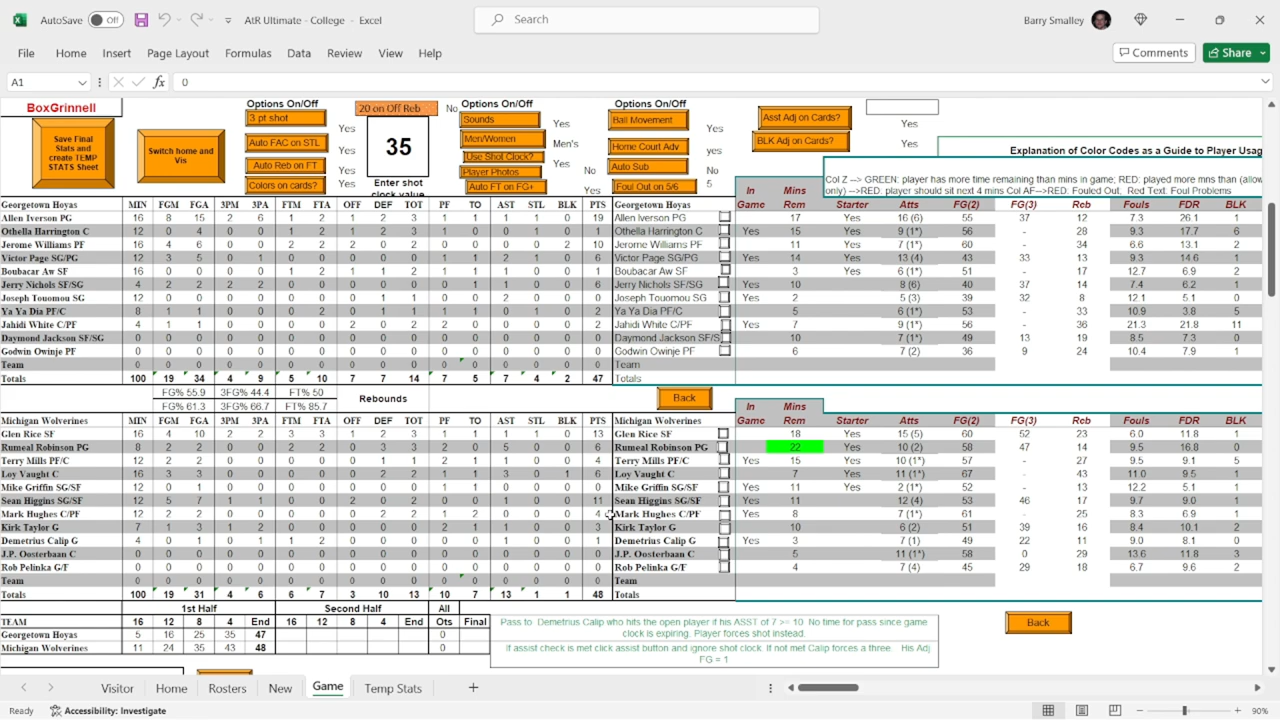 AutoSave Off AtR Ultimate - College • Excel Search Barry Smalley
File Home Insert Page Layout Formulas Data Review View Help Comments Share
A1 fx 0
BoxGrinnell
Save Final Stats and create TEMP STATS Sheet
Switch home and Vis
Options On/Off
3 pt shot Yes
Auto FAC on STL Yes
Auto Reb on FT Yes
Colors on cards? Yes
20 on Off Reb No
35
Enter shot
clock value
Options On/Off
Sounds Yes
Men/Women Men's
Use Shot Clock? Yes
Player Photos No
Auto FT on FG+ Yes
Options On/Off
Ball Movement Yes
Home Court Adv yes
Auto Sub No
Foul Out on 5/6 5
Asst Adj on Cards? Yes
BLK Adj on Cards? Yes
Explanation of Color Codes as a Guide to Player Usag
Col Z --> GREEN: player has more time remaining than mins in game; RED: played more mns than (allow
only) -->RED: player should sit next 4 mins Col AF-->RED: Fouled Out, Red Text: Foul Problems
Georgetown Hoyas MIN FGM FGA 3PM 3PA FTM FTA OFF DEF TOT PF TO AST STL BLK PTS Georgetown Hoyas In Game Mins Rem Starter Atts FG(2) FG(3) Reb Fouls FDR BLK
Allen Iverson PG 16 8 15 2 6 1 2 1 2 3 1 1 1 1 0 19 Allen Iverson PG 17 Yes 16 (6) 55 37 12 7.3 26.1 1
Othella Harrington C 12 0 4 0 0 1 2 1 2 3 1 0 1 0 0 1 Othella Harrington C Yes 15 Yes 9 (1*) 56 - 28 9.3 17.7 6
Jerome Williams PF 16 4 6 0 0 2 2 2 0 2 1 1 0 0 2 10 Jerome Williams PF 11 Yes 7 (1*) 60 - 34 6.6 13.1 2
Victor Page SG/PG 12 3 5 0 1 0 0 0 0 0 1 1 2 1 0 6 Victor Page SG/PG Yes 14 Yes 13 (4) 43 33 13 9.3 14.6 1
Boubacar Aw SF 16 0 0 0 0 1 2 1 1 2 1 0 1 1 0 1 Boubacar Aw SF 3 Yes 6 (1*) 51 - 17 12.7 6.9 2
Jerry Nichols SF/SG 4 2 2 2 2 0 0 0 0 0 0 1 1 1 0 6 Jerry Nichols SF/SG Yes 10 8 (6) 40 37 14 7.4 6.2 1
Joseph Touomou SG 12 0 0 0 0 0 0 0 1 1 0 0 2 0 0 0 Joseph Touomou SG Yes 2 5 (3) 39 32 8 12.1 5.1 0
Ya Ya Dia PF/C 8 1 1 0 0 0 2 0 1 1 0 1 0 0 0 2 Ya Ya Dia PF/C 5 6 (1*) 53 - 33 10.9 3.8 5
Jahidi White C/PF 4 1 1 0 0 0 0 2 0 2 2 0 0 0 0 2 Jahidi White C/PF Yes 7 9 (1*) 56 - 36 21.3 21.8 11
Daymond Jackson SF/SG 0 0 0 0 0 0 0 0 0 0 0 0 0 0 0 0 Daymond Jackson SF/S 10 7 (1*) 49 13 19 8.5 7.3 0
Godwin Owinje PF 0 0 0 0 0 0 0 0 0 0 0 0 0 0 0 0 Godwin Owinje PF 6 7 (2) 36 9 24 10.4 7.9 1
Team 0 0 0 0 0 0 0 0 0 0 0 0 0 0 0 0 Team
Totals 100 19 34 4 9 5 10 7 7 14 7 5 7 4 2 47 Totals
FG% 55.9 3FG% 44.4 FT% 50 Rebounds Back
FG% 61.3 3FG% 66.7 FT% 85.7
Michigan Wolverines MIN FGM FGA 3PM 3PA FTM FTA OFF DEF TOT PF TO AST STL BLK PTS Michigan Wolverines In Game Mins Rem Starter Atts FG(2) FG(3) Reb Fouls FDR BLK
Glen Rice SF 16 4 10 2 2 3 3 1 2 3 1 1 1 1 0 13 Glen Rice SF 18 Yes 15 (5) 60 52 23 6.0 11.8 1
Rumeal Robinson PG 8 2 2 0 0 2 2 0 0 0 2 0 5 0 0 6 Rumeal Robinson PG 22 Yes 10 (2) 58 47 14 9.5 16.8 0
Terry Mills PF/C 12 2 2 0 0 0 0 0 1 1 2 1 1 0 0 4 Terry Mills PF/C Yes 15 Yes 10 (1*) 57 - 27 9.5 9.1 5
Loy Vaught C 16 3 3 0 0 0 0 0 2 2 1 1 3 0 1 6 Loy Vaught C 7 Yes 11 (1*) 67 - 43 11.0 9.5 1
Mike Griffin SG/SF 12 0 0 0 0 0 0 0 0 0 1 1 0 0 0 0 Mike Griffin SG/SF Yes 11 Yes 2 (1*) 52 - 13 12.2 5.1 0
Sean Higgins SG/SF 12 5 7 1 1 0 0 0 2 2 0 0 1 0 0 11 Sean Higgins SG/SF Yes 11 12 (4) 53 46 17 9.7 9.0 1
Mark Hughes C/PF 12 2 2 0 0 0 0 0 2 2 1 2 0 0 0 4 Mark Hughes C/PF Yes 8 7 (1*) 61 - 25 8.3 6.9 1
Kirk Taylor G 7 1 3 1 2 0 0 2 1 3 2 1 1 0 0 3 Kirk Taylor G 10 6 (2) 51 39 16 8.4 10.1 2
Demetrius Calip G 4 0 1 0 0 1 2 0 0 0 0 0 1 0 0 1 Demetrius Calip G Yes 3 7 (1) 49 22 11 8.9 9.5 0
J.P. Oosterbaan C 0 0 0 0 0 0 0 0 0 0 0 0 0 0 0 0 J.P. Oosterbaan C 5 11 (1*) 58 0 29 13.6 11.8 3
Rob Pelinka G/F 0 0 0 0 0 0 0 0 0 0 0 0 0 0 0 0 Rob Pelinka G/F 4 7 (4) 45 29 18 6.7 9.6 2
Team 0 0 0 0 0 0 0 0 0 0 0 0 0 0 0 0 Team
Totals 100 19 31 4 6 6 7 3 10 13 10 7 13 1 1 48 Totals
1st Half Second Half All
TEAM 16 12 8 4 End 16 12 8 4 End Ots Final
Georgetown Hoyas 5 16 25 35 47 0
Michigan Wolverines 11 24 35 43 48 0
Pass to Demetrius Calip who hits the open player if his ASST of 7 >= 10 No time for pass since game
clock is expiring. Player forces shot instead.
If assist check is met click assist button and ignore shot clock. If not met Calip forces a three. His Adj
FG = 1
Back
Visitor Home Rosters New Game Temp Stats
Ready Accessibility: Investigate 90%